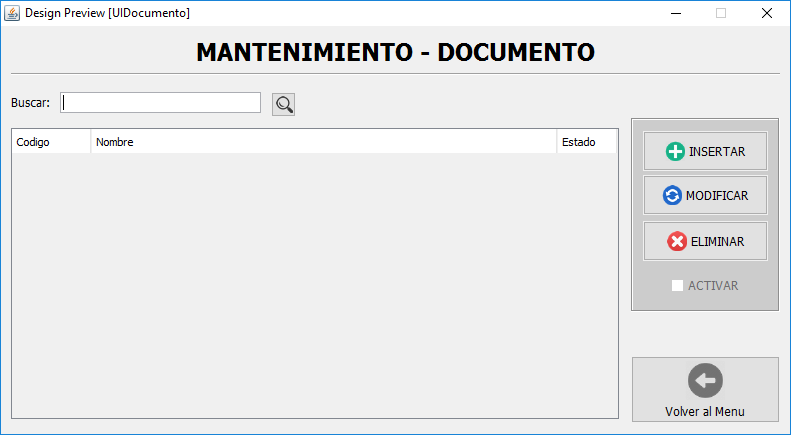 Design Preview [UIDocumento]
MANTENIMIENTO - DOCUMENTO
Buscar:
Codigo Nombre Estado
INSERTAR
MODIFICAR
ELIMINAR
ACTIVAR
Volver al Menu